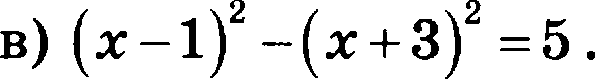 в) (x−1)² −(x+3)² = 5 .